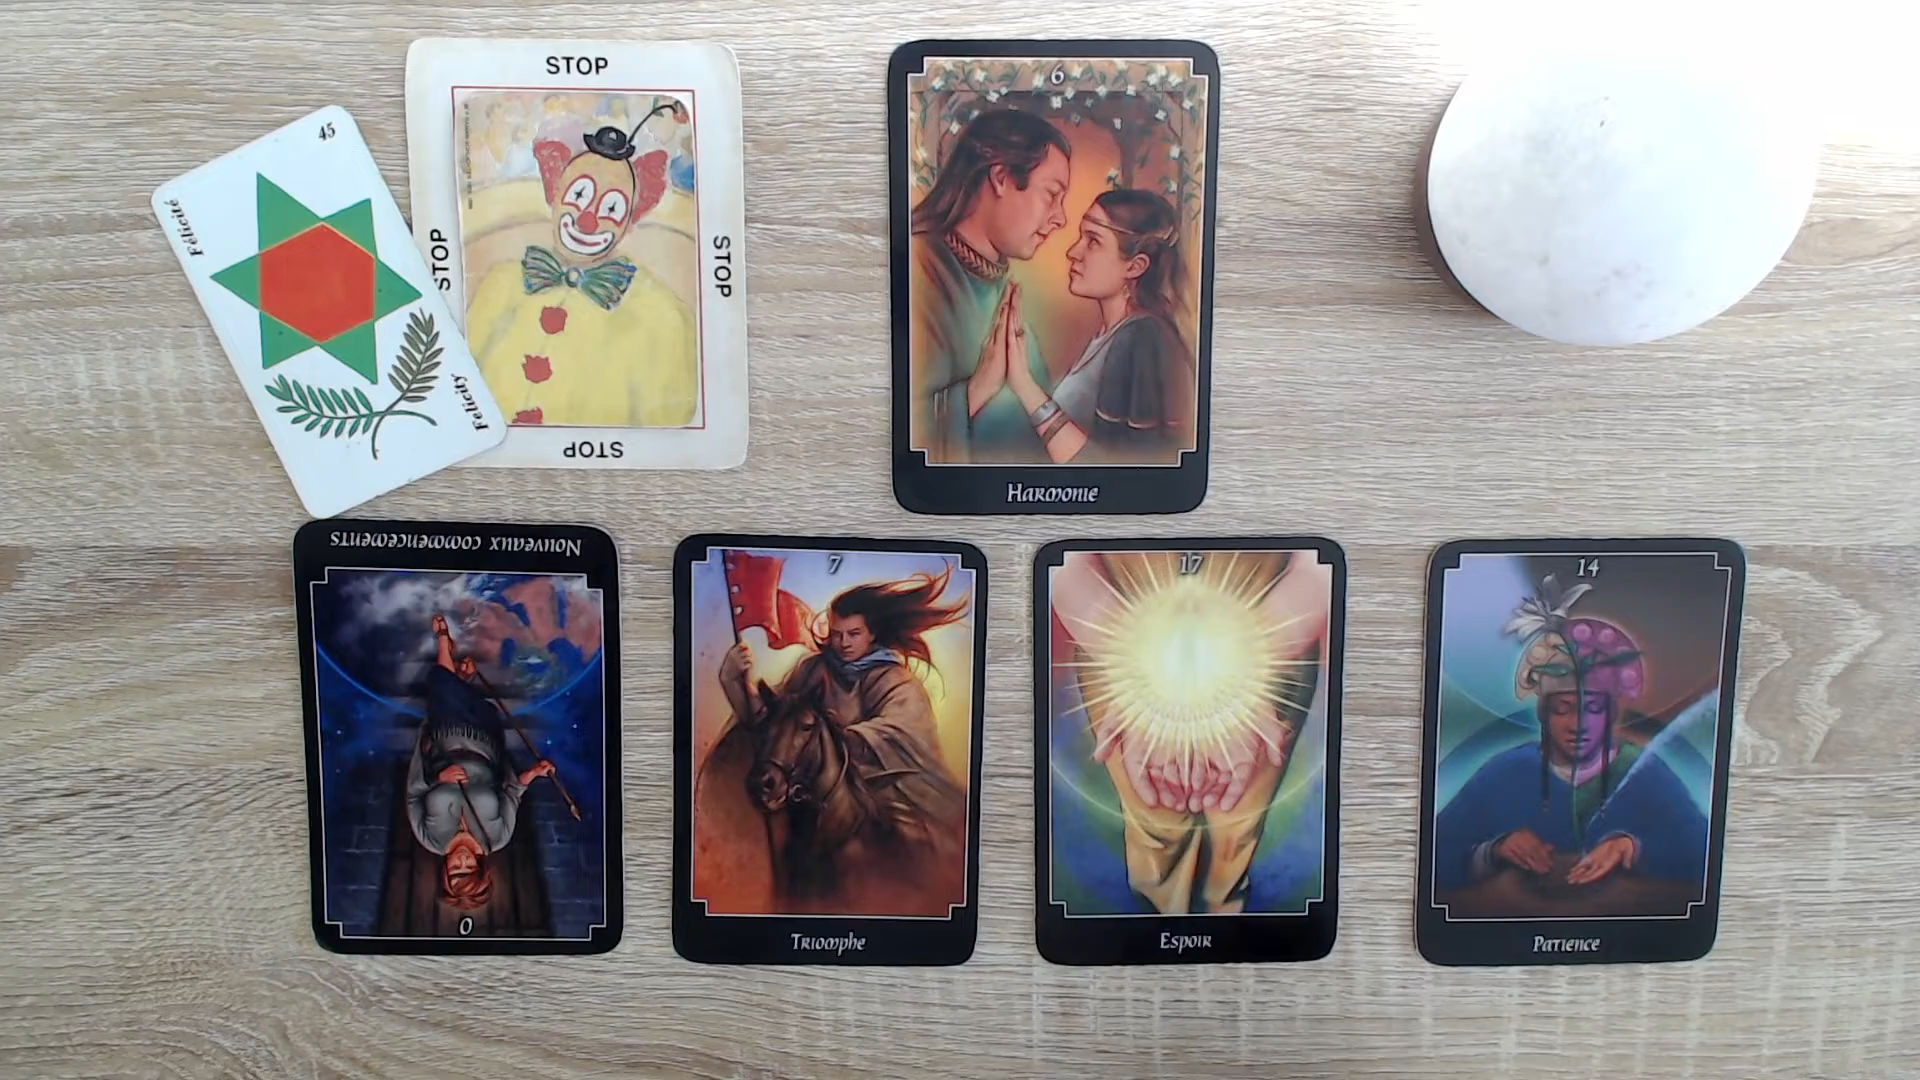 STOP
STOP
STOP
STOP
45
Félicité
Felicity
6
Harmonie
Nouveaux commencements
0
7
Triomphe
17
Espoir
14
Patience